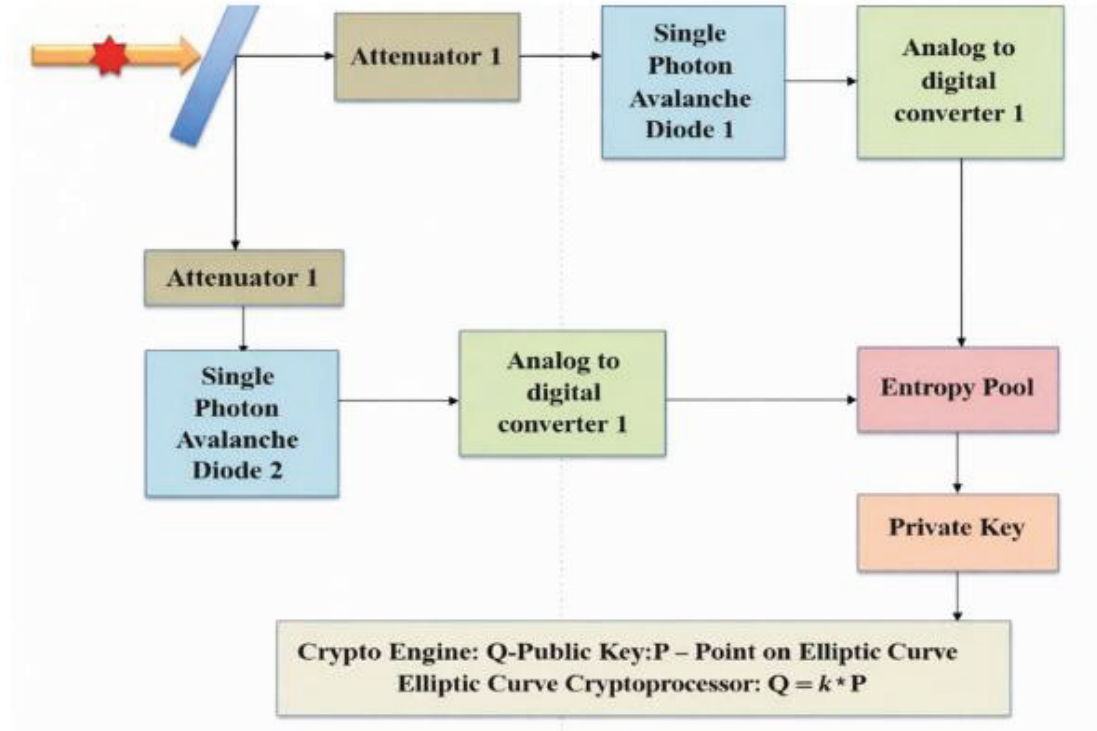 Attenuator 1
Single
Photon
Avalanche
Diode 1
Analog to
digital
converter 1
Attenuator 1
Single
Photon
Avalanche
Diode 2
Analog to
digital
converter 1
Entropy Pool
Private Key
Crypto Engine: Q-Public Key:P – Point on Elliptic Curve
Elliptic Curve Cryptoprocessor: Q = k * P